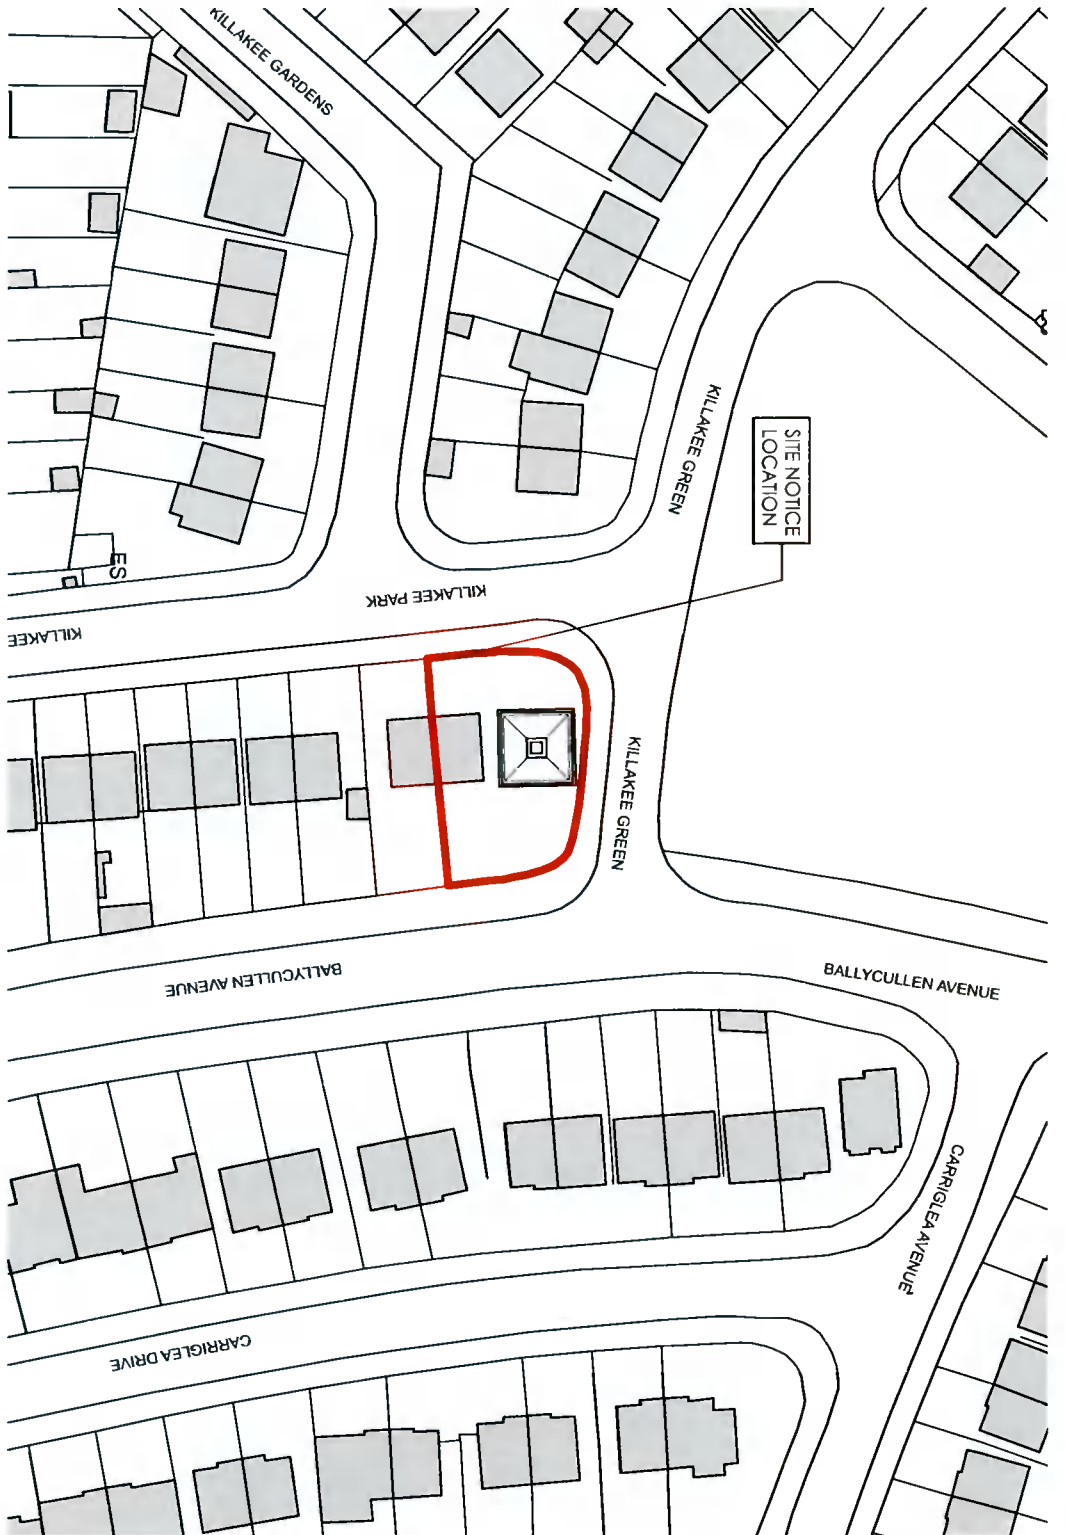 KILLAKEE GARDENS
KILLAKEE GREEN
SITE NOTICE
LOCATION
ES
KILLAKEE PARK
KILLAKEE
KILLAKEE GREEN
BALLYCULLEN AVENUE
BALLYCULLEN AVENUE
CARRIGLEA AVENUE
CARRIGLEA DRIVE